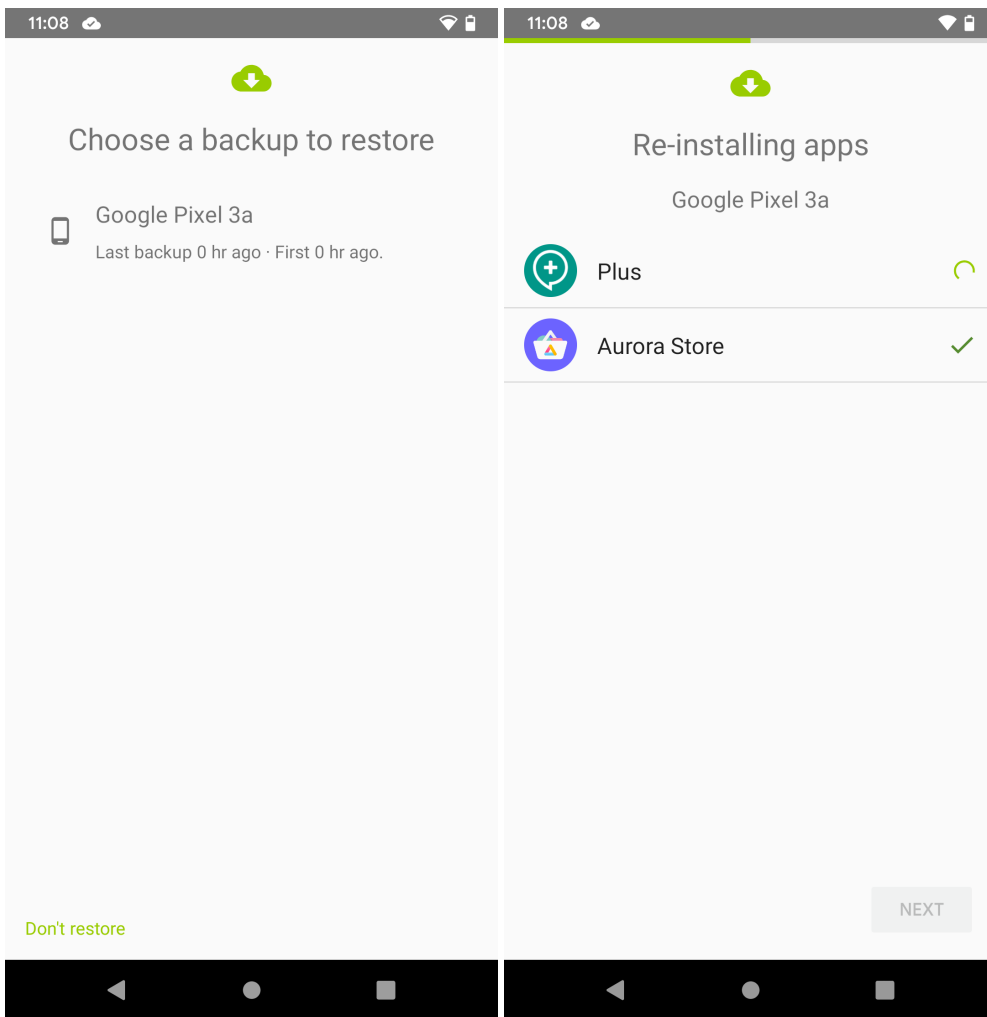 11:08
Choose a backup to restore
Google Pixel 3a
Last backup 0 hr ago · First 0 hr ago.
Don't restore
11:08
Re-installing apps
Google Pixel 3a
Plus
Aurora Store
NEXT